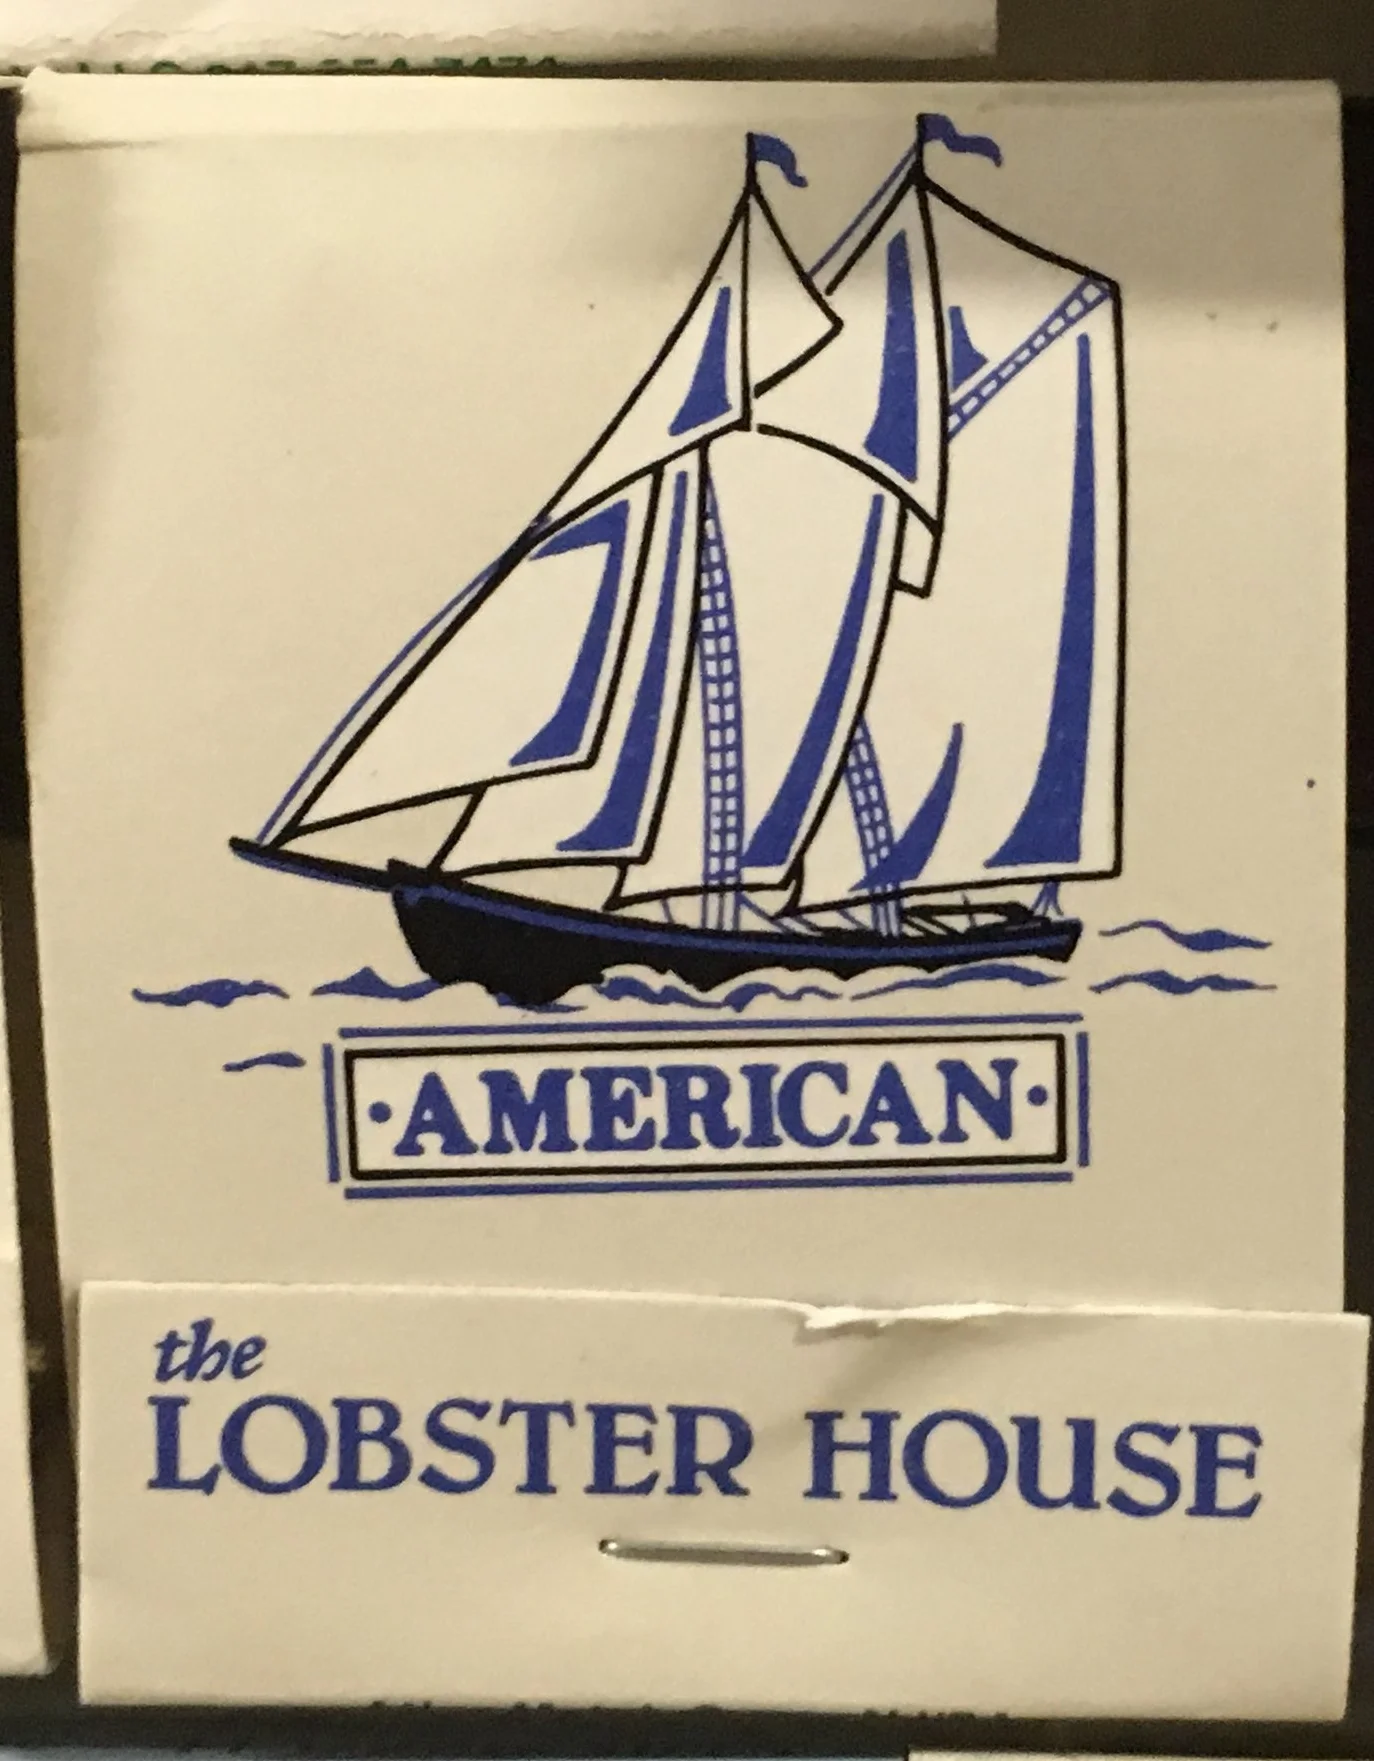 ·AMERICAN·
the
LOBSTER HOUSE